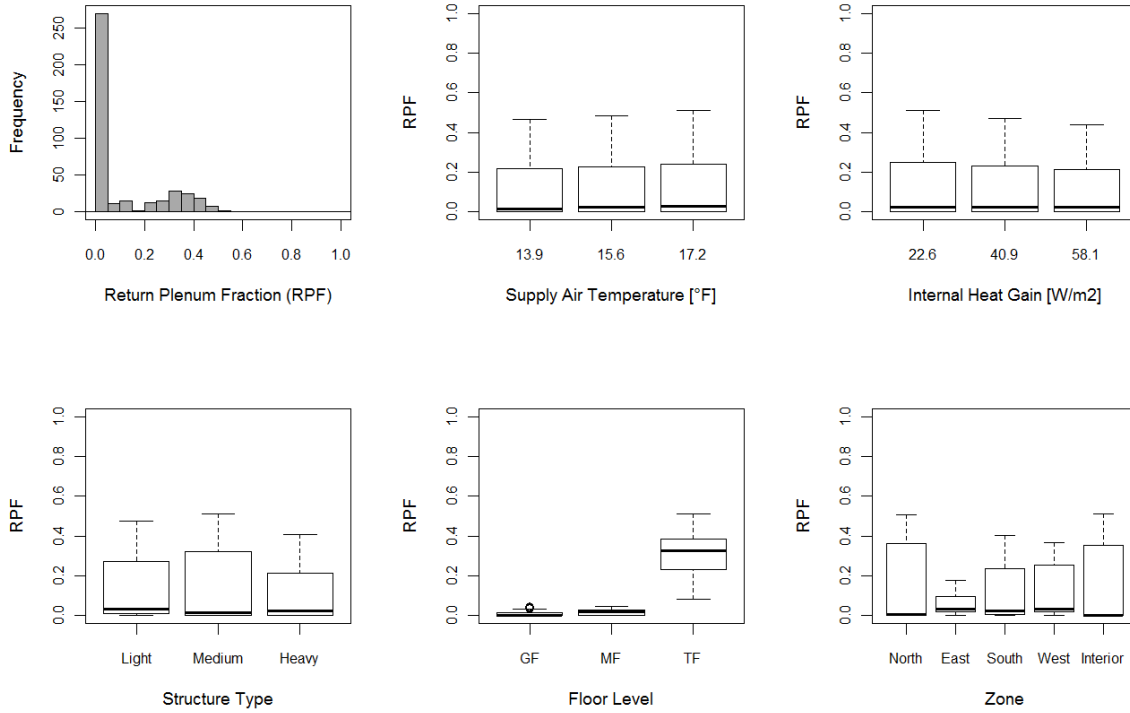 Frequency
0 50 100 150 200 250
0.0 0.2 0.4 0.6 0.8 1.0
Return Plenum Fraction (RPF)
RPF
0.0 0.2 0.4 0.6 0.8 1.0
13.9 15.6 17.2
Supply Air Temperature [°F]
RPF
0.0 0.2 0.4 0.6 0.8 1.0
22.6 40.9 58.1
Internal Heat Gain [W/m2]
RPF
0.0 0.2 0.4 0.6 0.8 1.0
Light Medium Heavy
Structure Type
RPF
0.0 0.2 0.4 0.6 0.8 1.0
GF MF TF
Floor Level
RPF
0.0 0.2 0.4 0.6 0.8 1.0
North East South West Interior
Zone